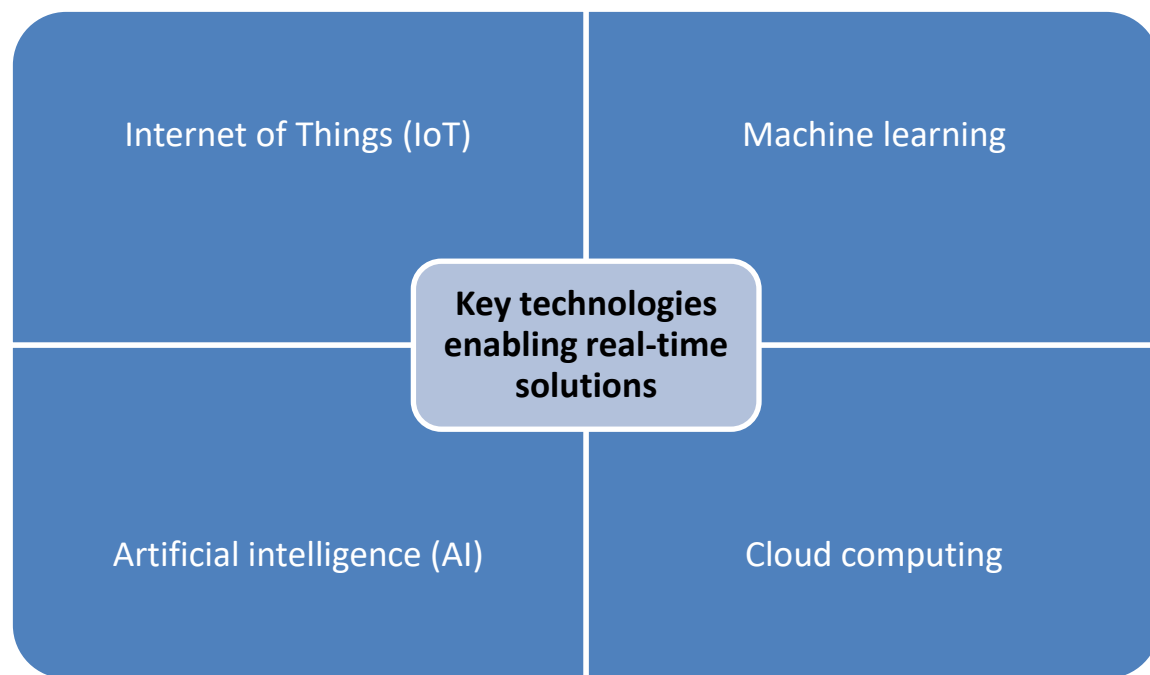 Internet of Things (IoT)
Machine learning
Key technologies
enabling real-time
solutions
Artificial intelligence (AI)
Cloud computing